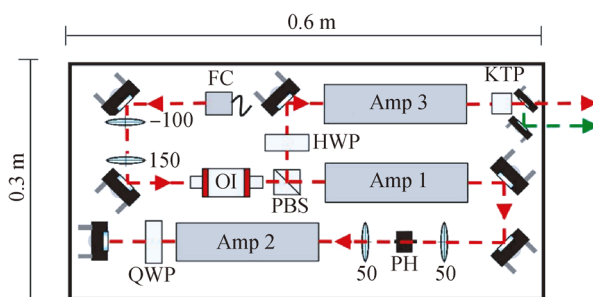 0.6 m
0.3 m
FC
KTP
Amp 3
-100
HWP
150
OI
PBS
Amp 1
Amp 2
QWP
50
PH
50